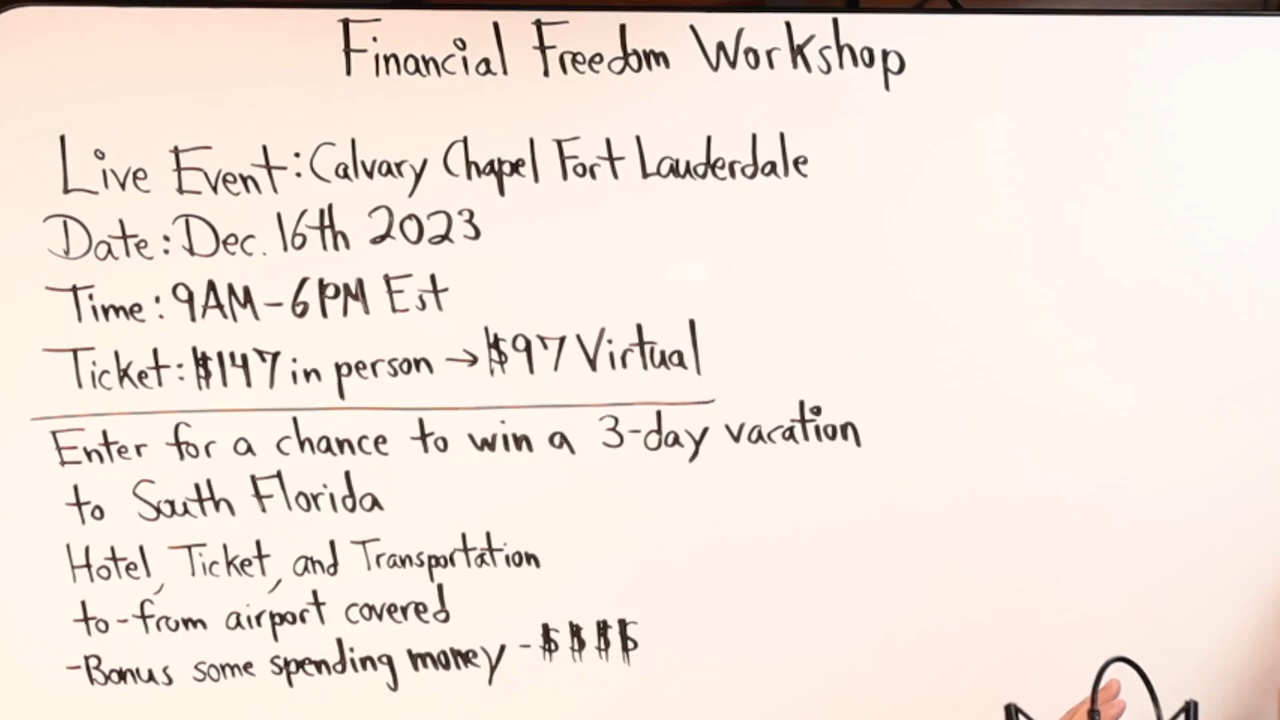 Financial Freedom Workshop
Live Event: Calvary Chapel Fort Lauderdale
Date: Dec. 16th 2023
Time: 9AM-6PM Est
Ticket: $147 in person → $97 Virtual
Enter for a chance to win a 3-day vacation
to South Florida
Hotel, Ticket, and Transportation
to-from airport covered
-Bonus some spending money - $$$$